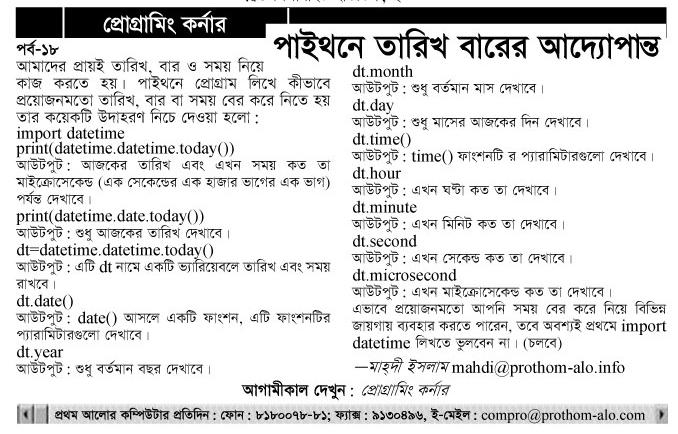 প্রোগ্রামিং কর্নার
পাইথনে তারিখ বারের আদ্যোপান্ত
পর্ব-১৮
আমাদের প্রায়ই তারিখ, বার ও সময় নিয়ে
কাজ করতে হয়। পাইথনে প্রোগ্রাম লিখে কীভাবে
প্রয়োজনমতো তারিখ, বার বা সময় বের করে নিতে হয়
তার কয়েকটি উদাহরণ নিচে দেওয়া হলো :
import datetime
print(datetime.datetime.today())
আউটপুট : আজকের তারিখ এবং এখন সময় কত তা
মাইক্রোসেকেন্ড (এক সেকেন্ডের এক হাজার ভাগের এক ভাগ)
পর্যন্ত দেখাবে।
print(datetime.date.today())
আউটপুট : শুধু আজকের তারিখ দেখাবে।
dt=datetime.datetime.today()
আউটপুট : এটি dt নামে একটি ভ্যারিয়েবলে তারিখ এবং সময়
রাখবে।
dt.date()
আউটপুট : date() আসলে একটি ফাংশন, এটি ফাংশনটির
প্যারামিটারগুলো দেখাবে।
dt.year
আউটপুট : শুধু বর্তমান বছর দেখাবে।
dt.month
আউটপুট : শুধু বর্তমান মাস দেখাবে।
dt.day
আউটপুট : শুধু মাসের আজকের দিন দেখাবে।
dt.time()
আউটপুট : time() ফাংশনটি র প্যারামিটারগুলো দেখাবে।
dt.hour
আউটপুট : এখন ঘণ্টা কত তা দেখাবে।
dt.minute
আউটপুট : এখন মিনিট কত তা দেখাবে।
dt.second
আউটপুট : এখন সেকেন্ড কত তা দেখাবে।
dt.microsecond
আউটপুট : এখন মাইক্রোসেকেন্ড কত তা দেখাবে।
এভাবে প্রয়োজনমতো আপনি সময় বের করে নিয়ে বিভিন্ন
জায়গায় ব্যবহার করতে পারেন, তবে অবশ্যই প্রথমে import
datetime লিখতে ভুলবেন না। (চলবে)
—মাহ্‌দী ইসলাম mahdi@prothom-alo.info
আগামীকাল দেখুন : প্রোগ্রামিং কর্নার
প্রথম আলোর কম্পিউটার প্রতিদিন : ফোন : ৮১৮০০৭৮-৮১; ফ্যাক্স : ৯১৩০৪৯৬, ই-মেইল : compro@prothom-alo.com